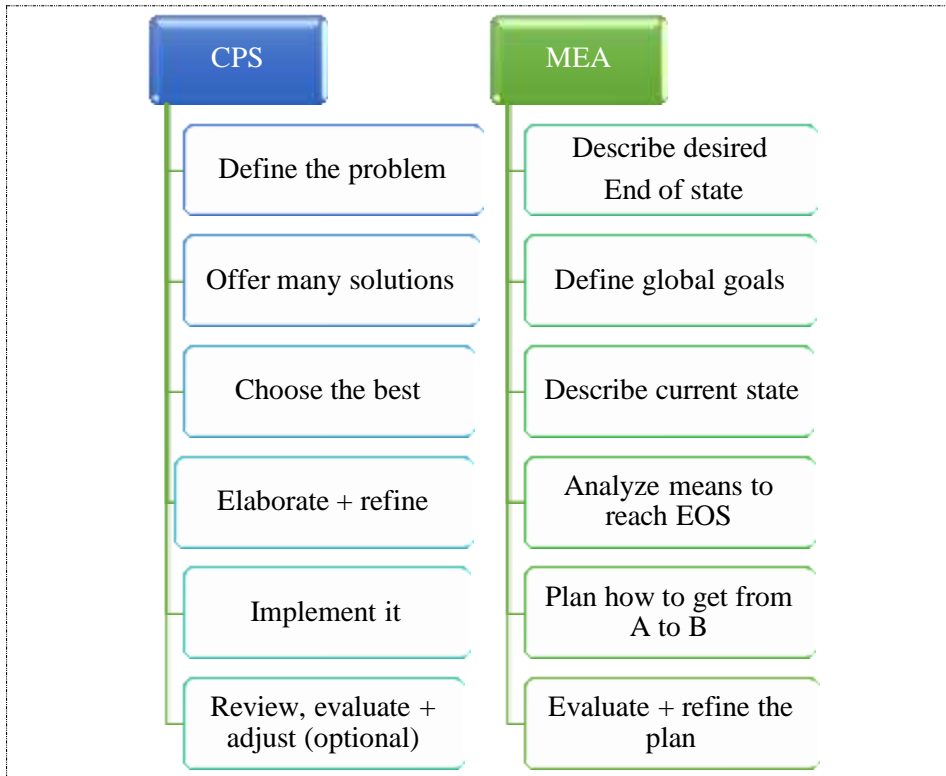 CPS
Define the problem
Offer many solutions
Choose the best
Elaborate + refine
Implement it
Review, evaluate +
adjust (optional)
MEA
Describe desired
End of state
Define global goals
Describe current state
Analyze means to
reach EOS
Plan how to get from
A to B
Evaluate + refine the
plan